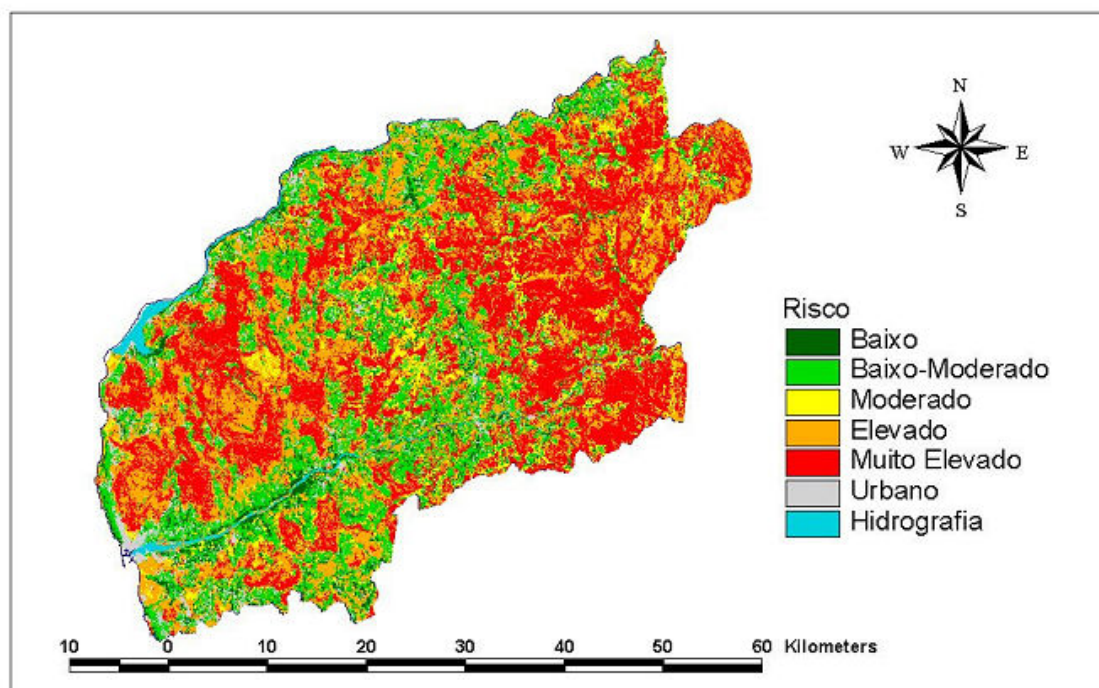 N
W E
S
Risco
Baixo
Baixo-Moderado
Moderado
Elevado
Muito Elevado
Urbano
Hidrografia
10 0 10 20 30 40 50 60 Kilometers